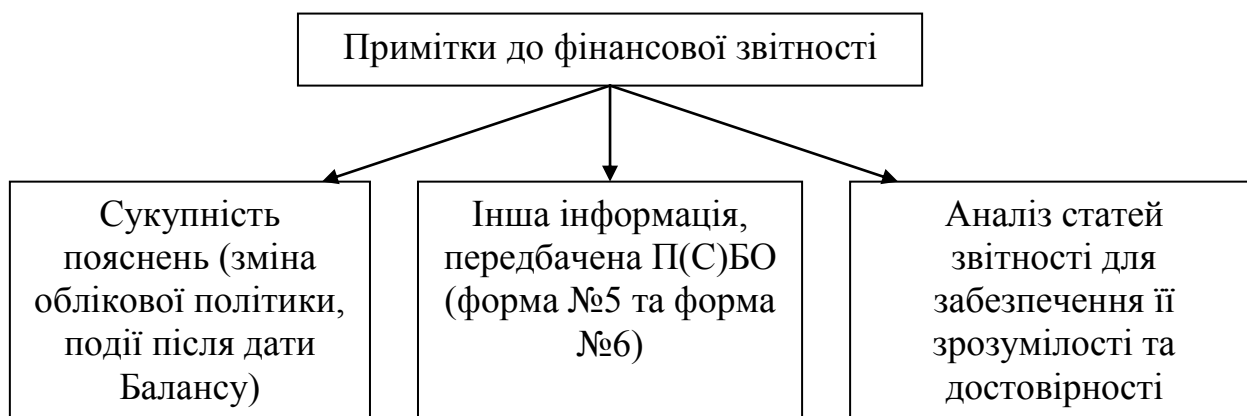 Примітки до фінансової звітності
Сукупність
пояснень (зміна
облікової політики,
події після дати
Балансу)
Інша інформація,
передбачена П(С)БО
(форма №5 та форма
№6)
Аналіз статей
звітності для
забезпечення її
зрозумілості та
достовірності